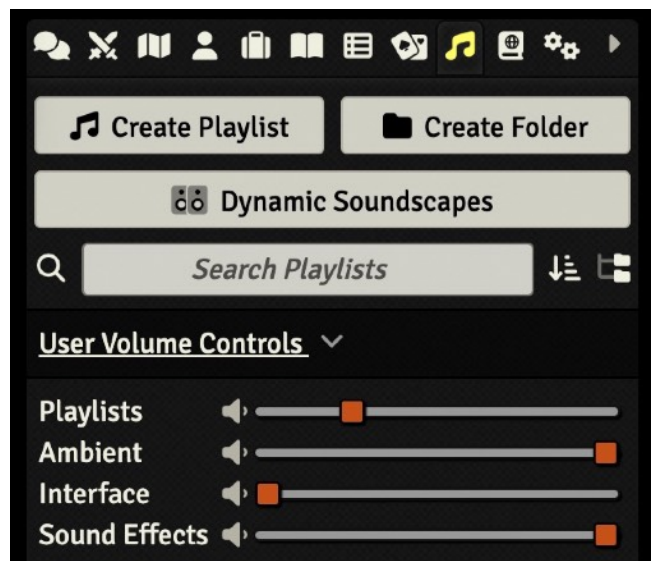 Create Playlist Create Folder
Dynamic Soundscapes
Search Playlists
User Volume Controls
Playlists
Ambient
Interface
Sound Effects